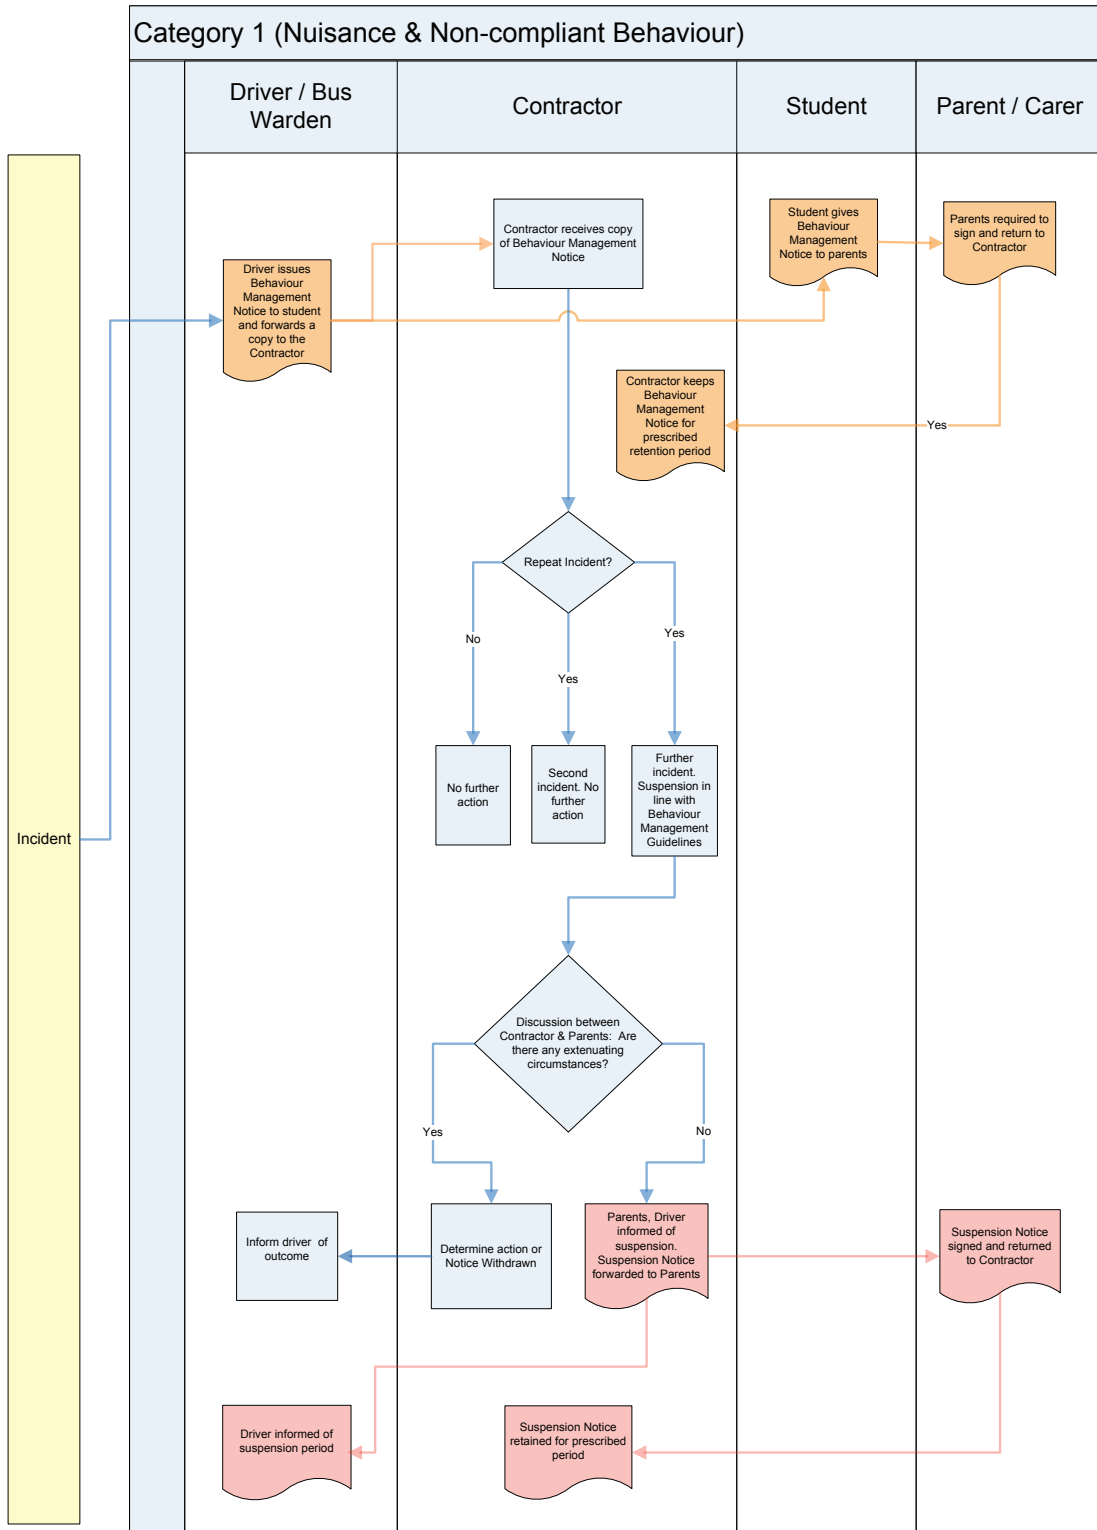 Category 1 (Nuisance & Non-compliant Behaviour)
Driver / Bus
Warden
Contractor
Student
Parent / Carer
Incident
Driver issues
Behaviour
Management
Notice to student
and forwards a
copy to the
Contractor
Contractor receives copy
of Behaviour Management
Notice
Student gives
Behaviour
Management
Notice to parents
Parents required to
sign and return to
Contractor
Contractor keeps
Behaviour
Management
Notice for
prescribed
retention period
Yes
Repeat Incident?
No
Yes
Yes
No further
action
Second
incident. No
further
action
Further
incident.
Suspension in
line with
Behaviour
Management
Guidelines
Discussion between
Contractor & Parents:  Are
there any extenuating
circumstances?
Yes
No
Inform driver  of
outcome
Determine action or
Notice Withdrawn
Parents, Driver
informed of
suspension.
Suspension Notice
forwarded to Parents
Suspension Notice
signed and returned
to Contractor
Driver informed of
suspension period
Suspension Notice
retained for prescribed
period